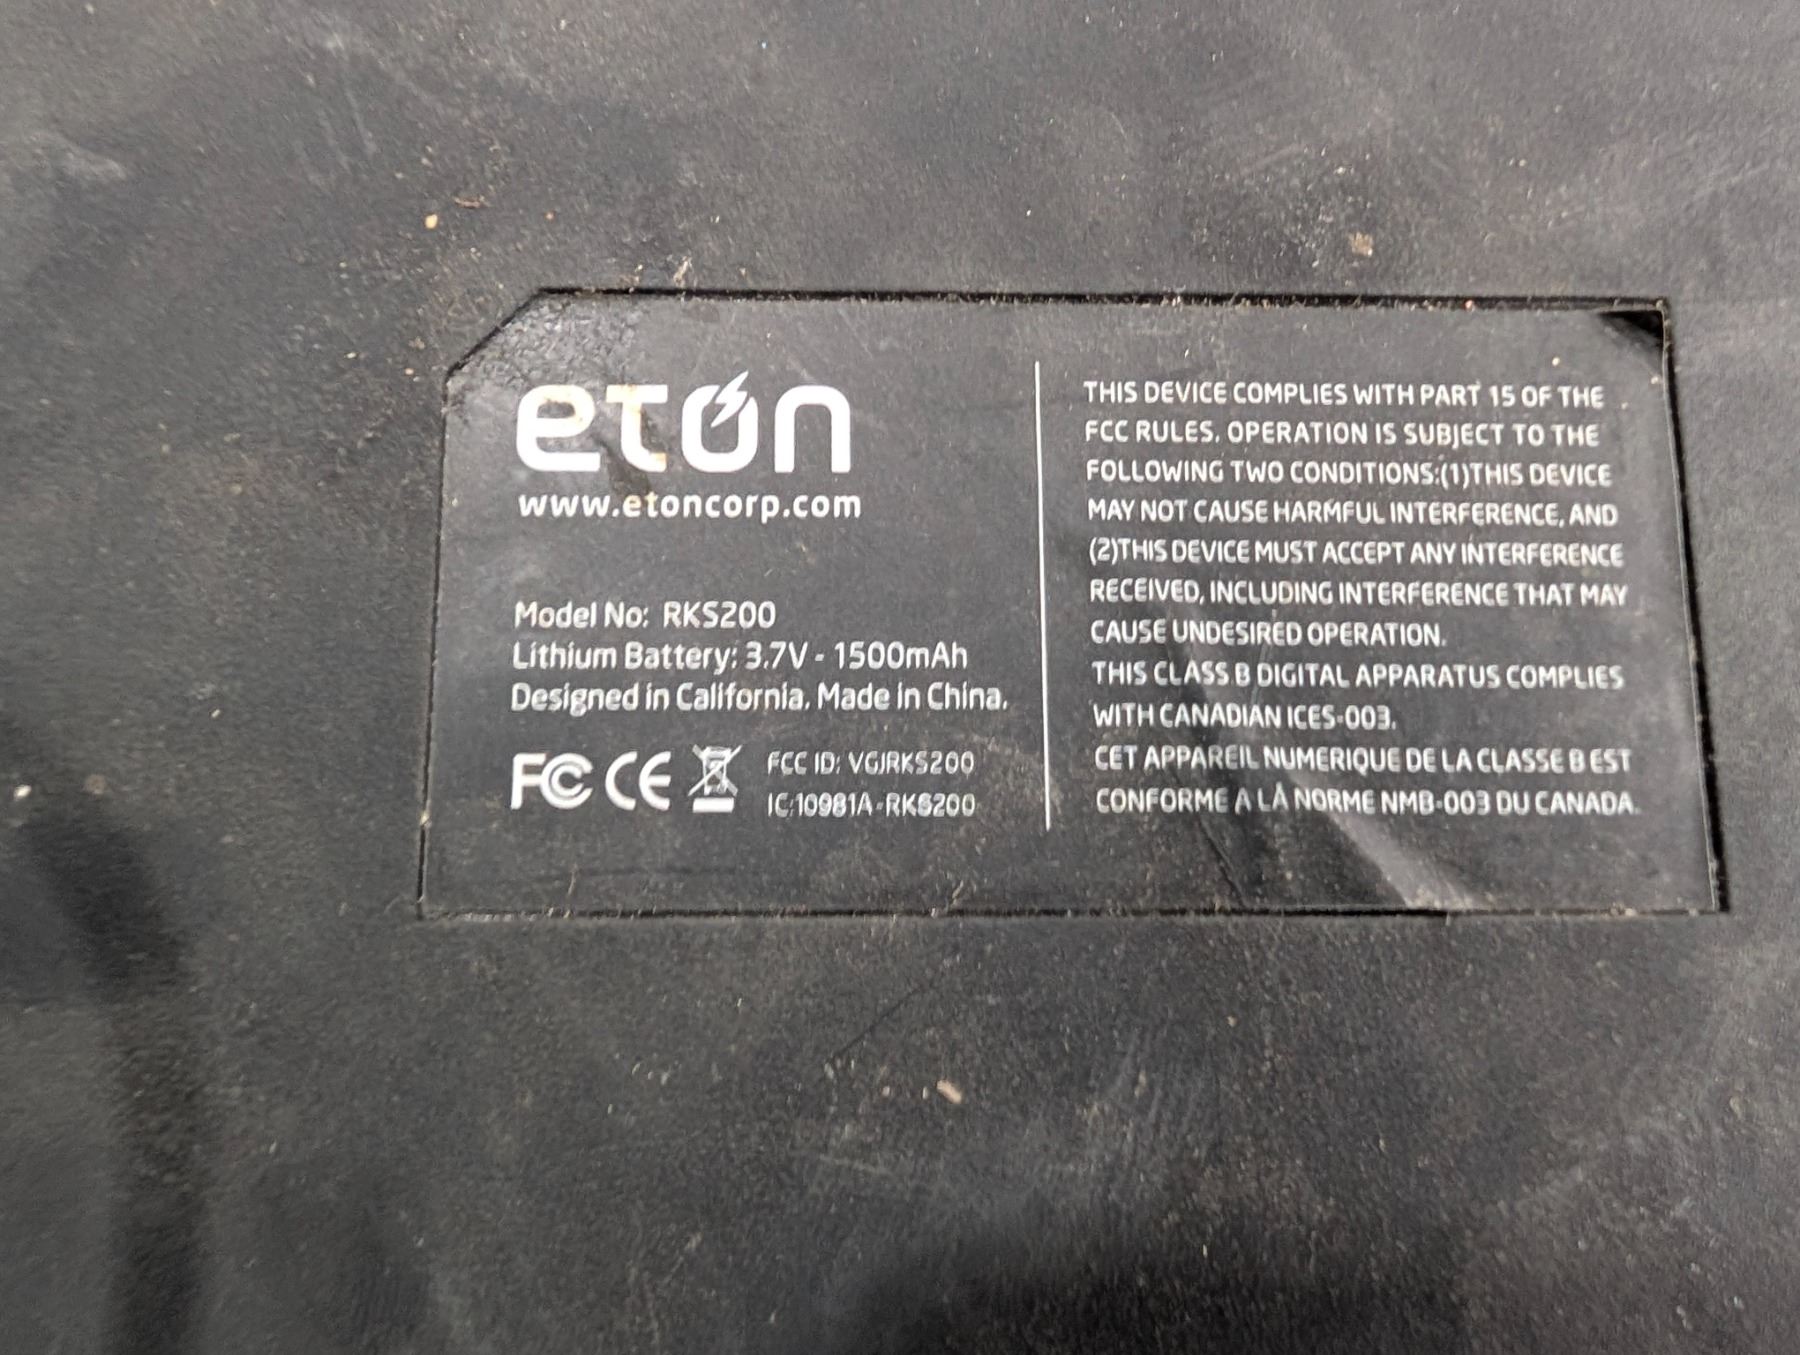 etón
www.etoncorp.com
Model No: RKS200
Lithium Battery: 3.7V - 1500mAh
Designed in California. Made in China.
FC CE
FCC ID: VGJRKS200
IC:10981A-RKS200
THIS DEVICE COMPLIES WITH PART 15 OF THE
FCC RULES. OPERATION IS SUBJECT TO THE
FOLLOWING TWO CONDITIONS:(1)THIS DEVICE
MAY NOT CAUSE HARMFUL INTERFERENCE, AND
(2)THIS DEVICE MUST ACCEPT ANY INTERFERENCE
RECEIVED, INCLUDING INTERFERENCE THAT MAY
CAUSE UNDESIRED OPERATION.
THIS CLASS B DIGITAL APPARATUS COMPLIES
WITH CANADIAN ICES-003.
CET APPAREIL NUMERIQUE DE LA CLASSE B EST
CONFORME A LA NORME NMB-003 DU CANADA.